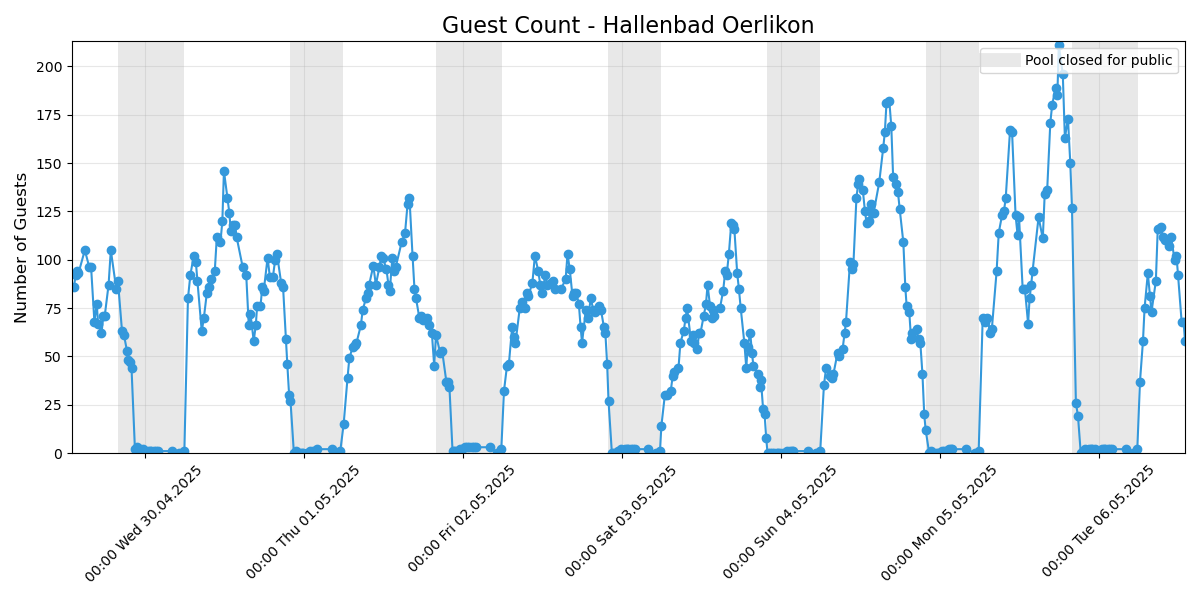 Guest Count - Hallenbad Oerlikon
Pool closed for public
Number of Guests
200
175
150
125
100
75
50
25
0
00:00 Wed 30.04.2025
00:00 Thu 01.05.2025
00:00 Fri 02.05.2025
00:00 Sat 03.05.2025
00:00 Sun 04.05.2025
00:00 Mon 05.05.2025
00:00 Tue 06.05.2025